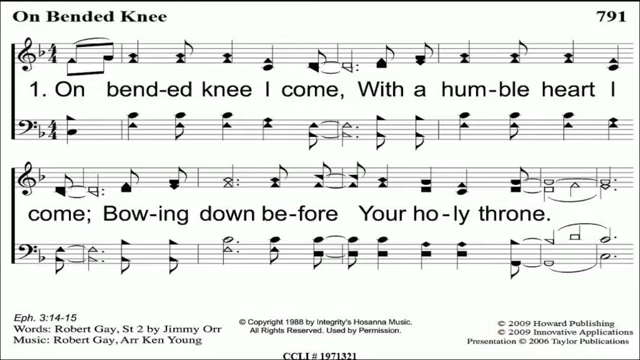 On Bended Knee 791
1. On bend-ed knee I come, With a hum-ble heart I
come; Bow-ing down be-fore Your ho-ly throne.
Eph. 3:14-15
Words: Robert Gay, St 2 by Jimmy Orr
Music: Robert Gay, Arr Ken Young
© Copyright 1988 by Integrity's Hosanna Music.
All Rights Reserved. Used by Permission.
CCLI # 1971321
© 2009 Howard Publishing
© 2009 Innovative Applications
Presentation © 2006 Taylor Publications